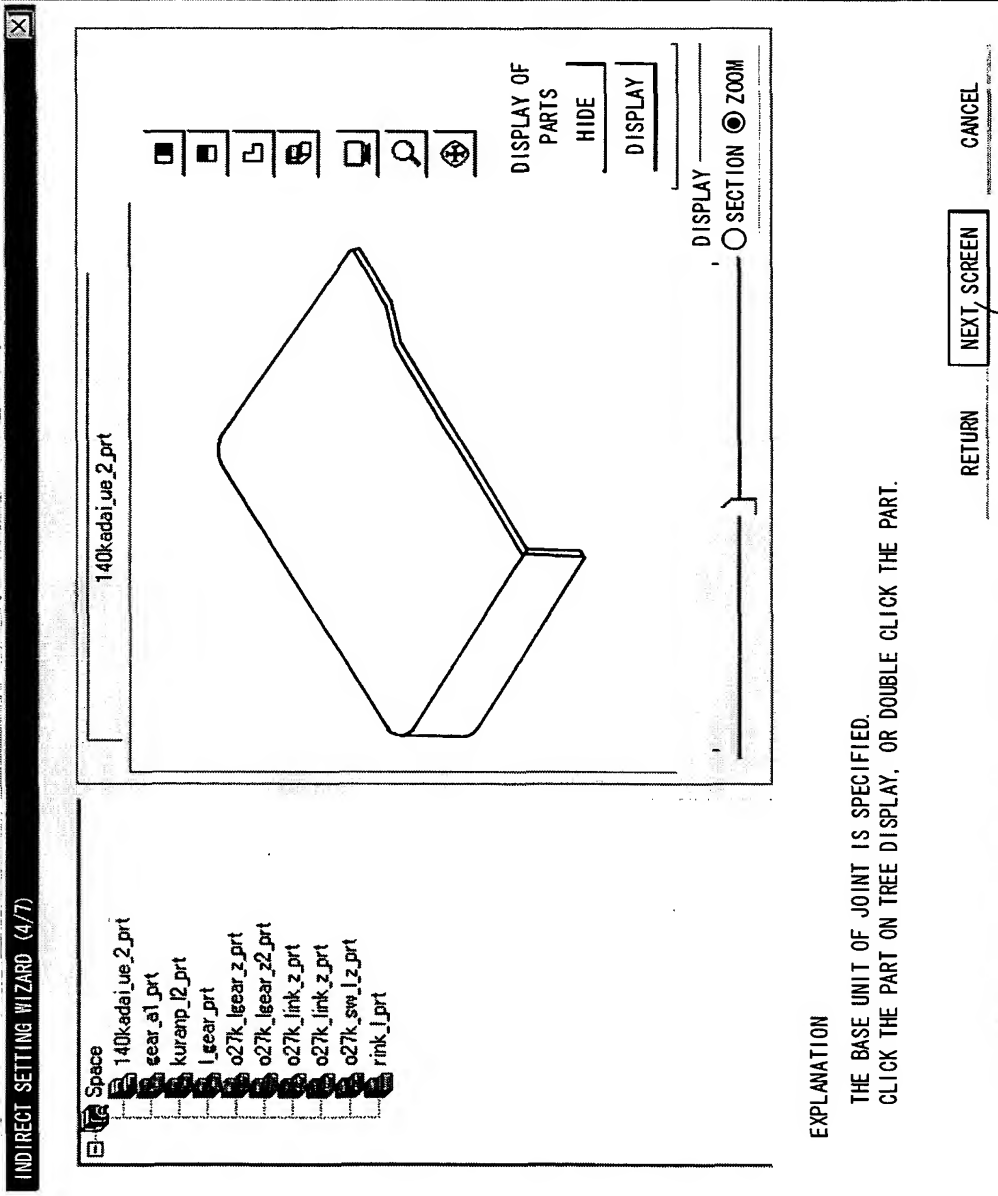 INDIRECT SETTING WIZARD (4/7)
Space
140kadai_ue_2_prt
gear_a1_prt
kuranp_l2_prt
l_gear_prt
o27k_lgear_z_prt
o27k_lgear_z2_prt
o27k_link_z_prt
o27k_link_z_prt
o27k_sw_l_z_prt
rink_l_prt
140kadai_ue_2_prt
DISPLAY OF
PARTS
HIDE
DISPLAY
DISPLAY
SECTION
ZOOM
EXPLANATION
THE BASE UNIT OF JOINT IS SPECIFIED.
CLICK THE PART ON TREE DISPLAY, OR DOUBLE CLICK THE PART.
RETURN
NEXT SCREEN
CANCEL